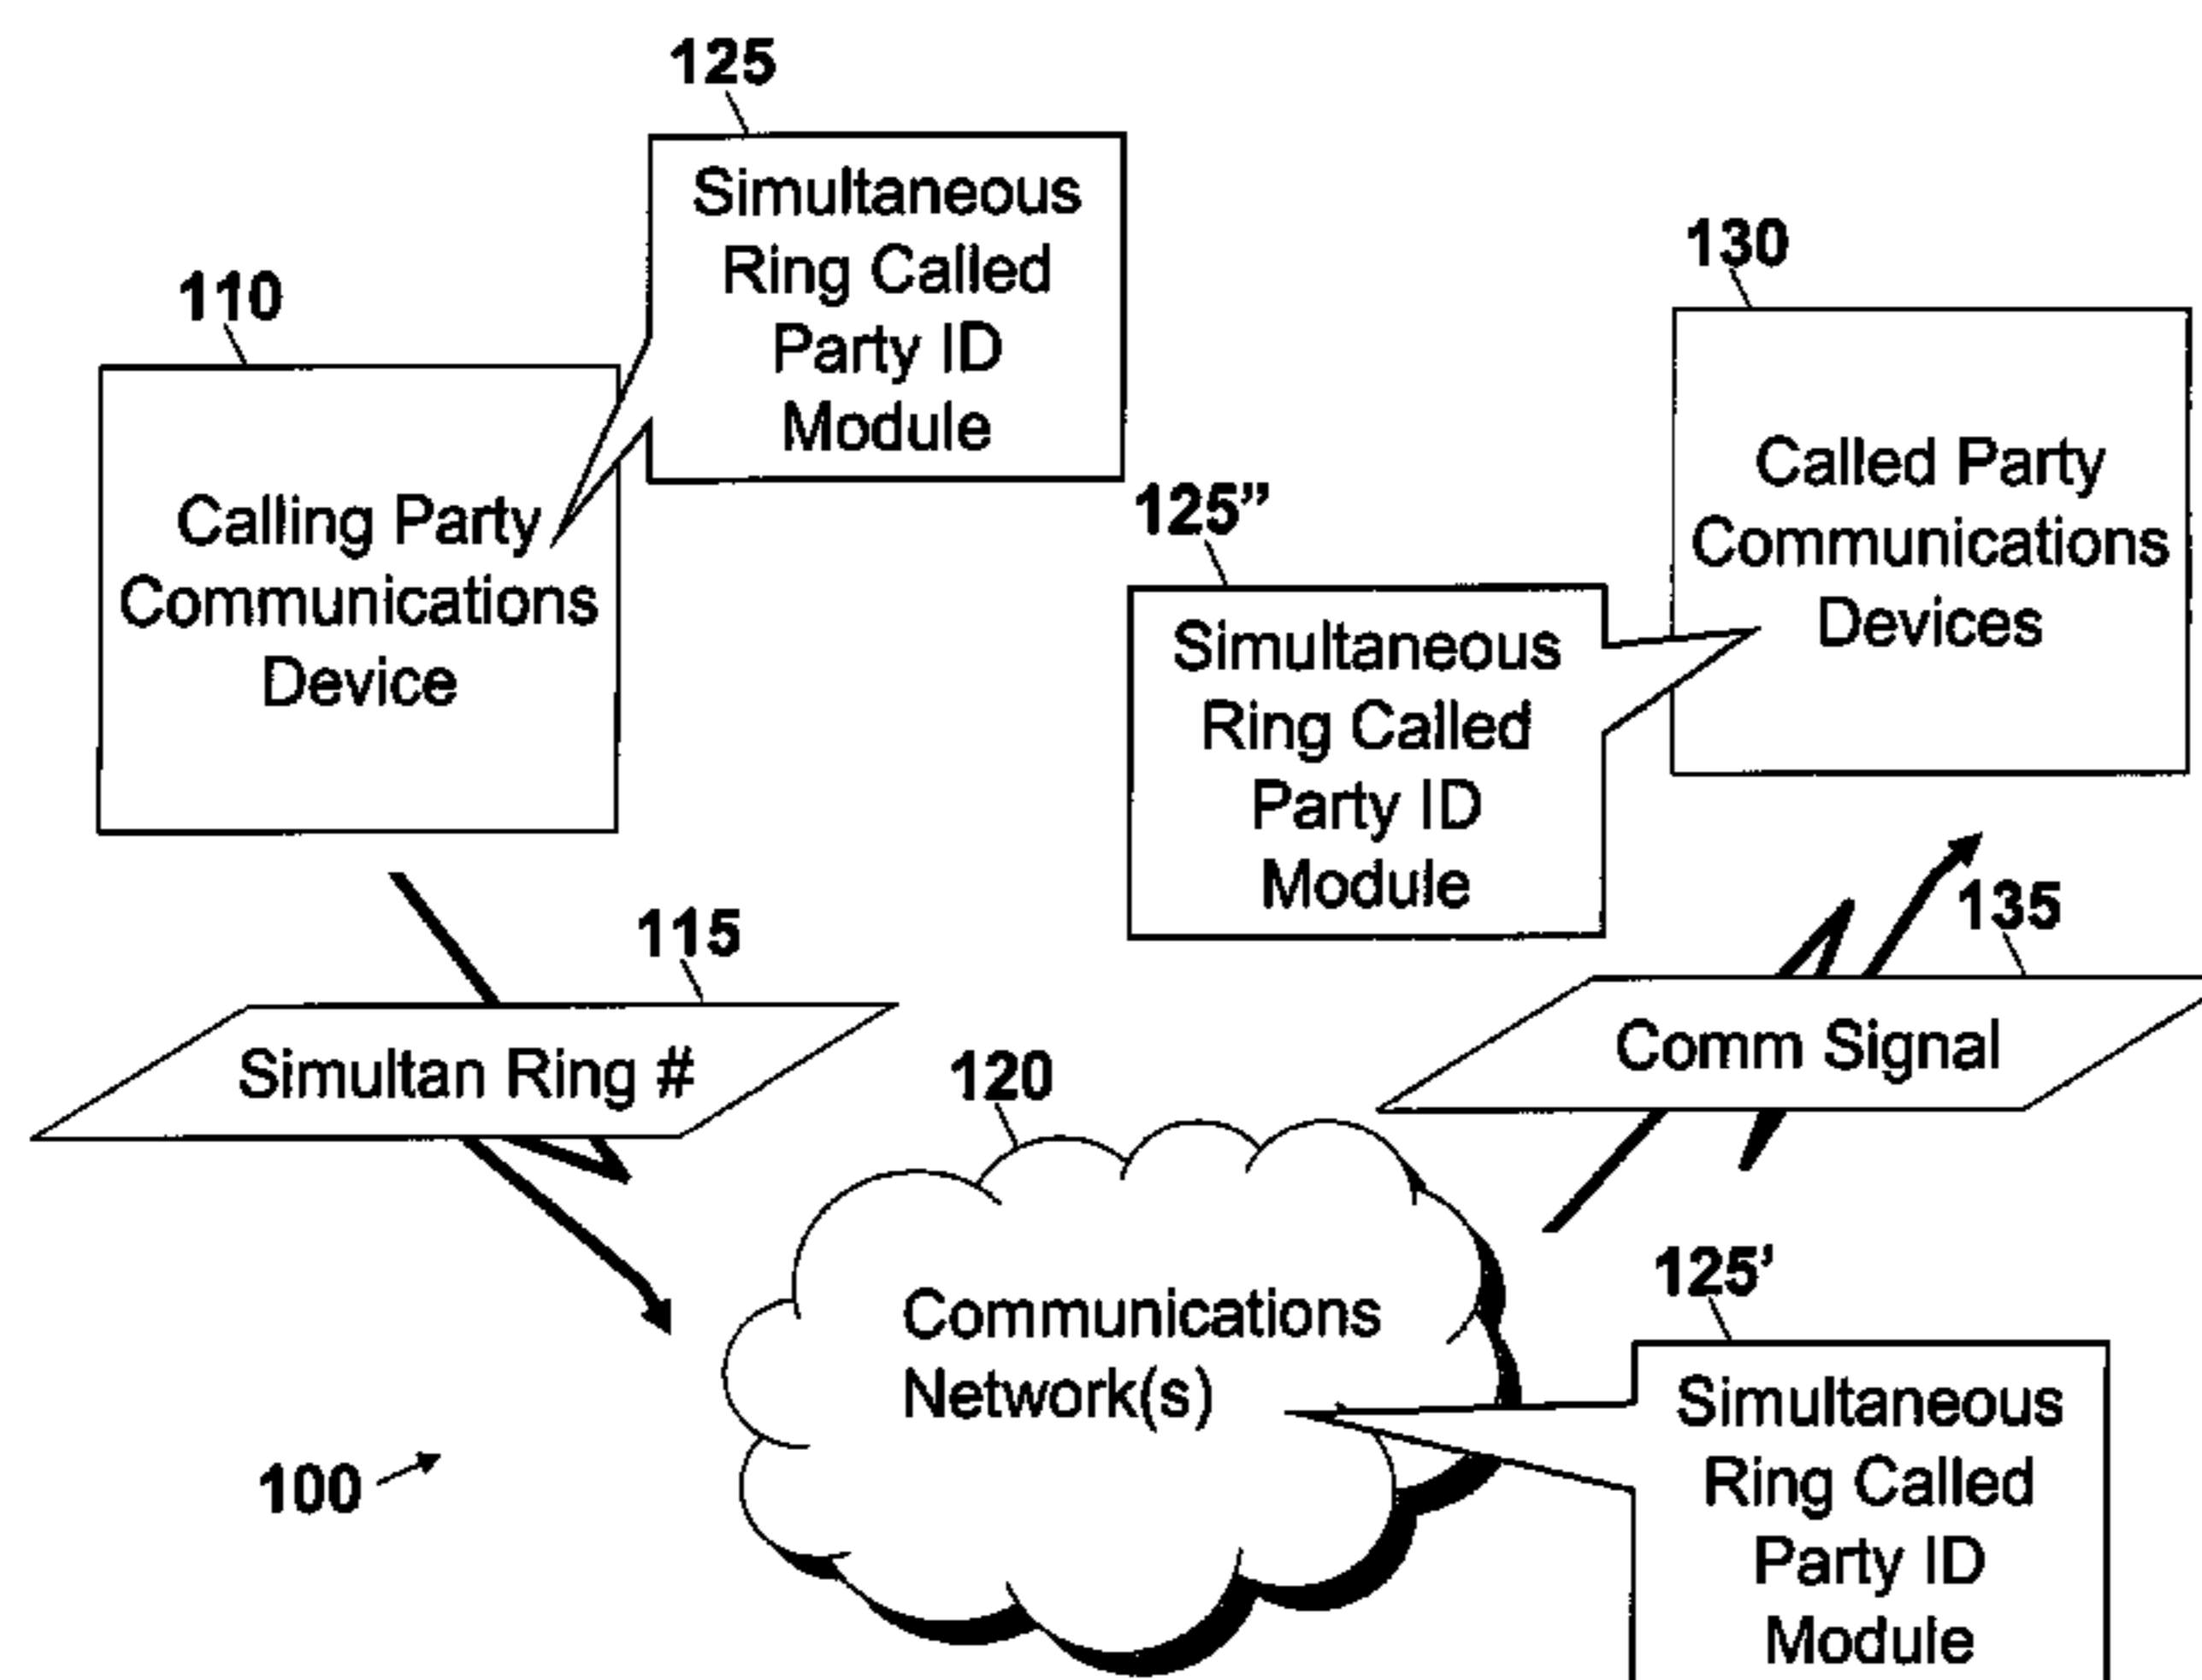 125
Simultaneous
Ring Called
Party ID
Module
110
Calling Party
Communications
Device
130
Called Party
Communications
Devices
125”
Simultaneous
Ring Called
Party ID
Module
115
Simultan Ring #
135
Comm Signal
120
Communications
Network(s)
125’
Simultaneous
Ring Called
Party ID
Module
100